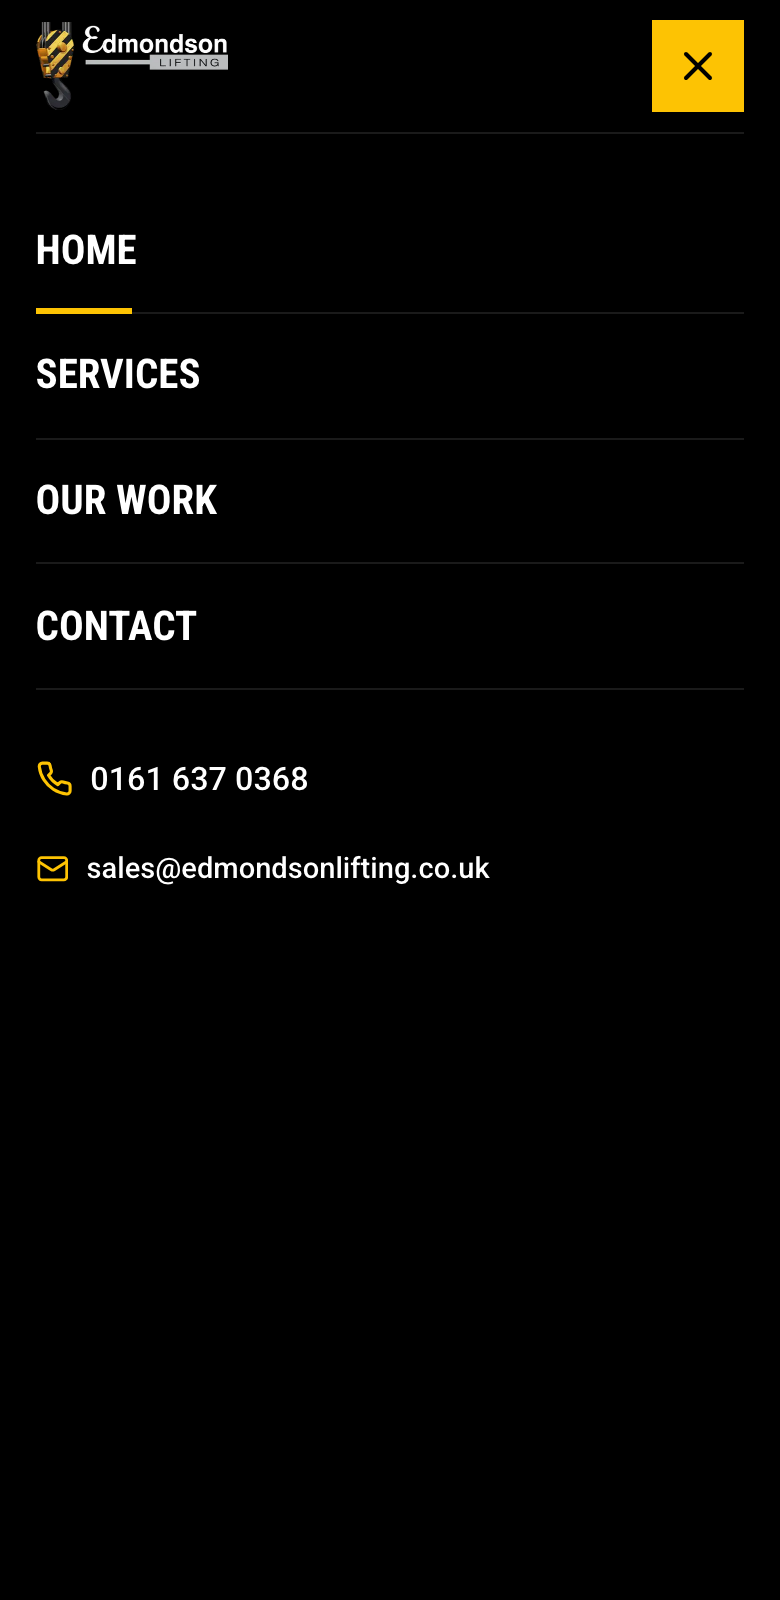 Edmondson
LIFTING
HOME
SERVICES
OUR WORK
CONTACT
0161 637 0368
sales@edmondsonlifting.co.uk